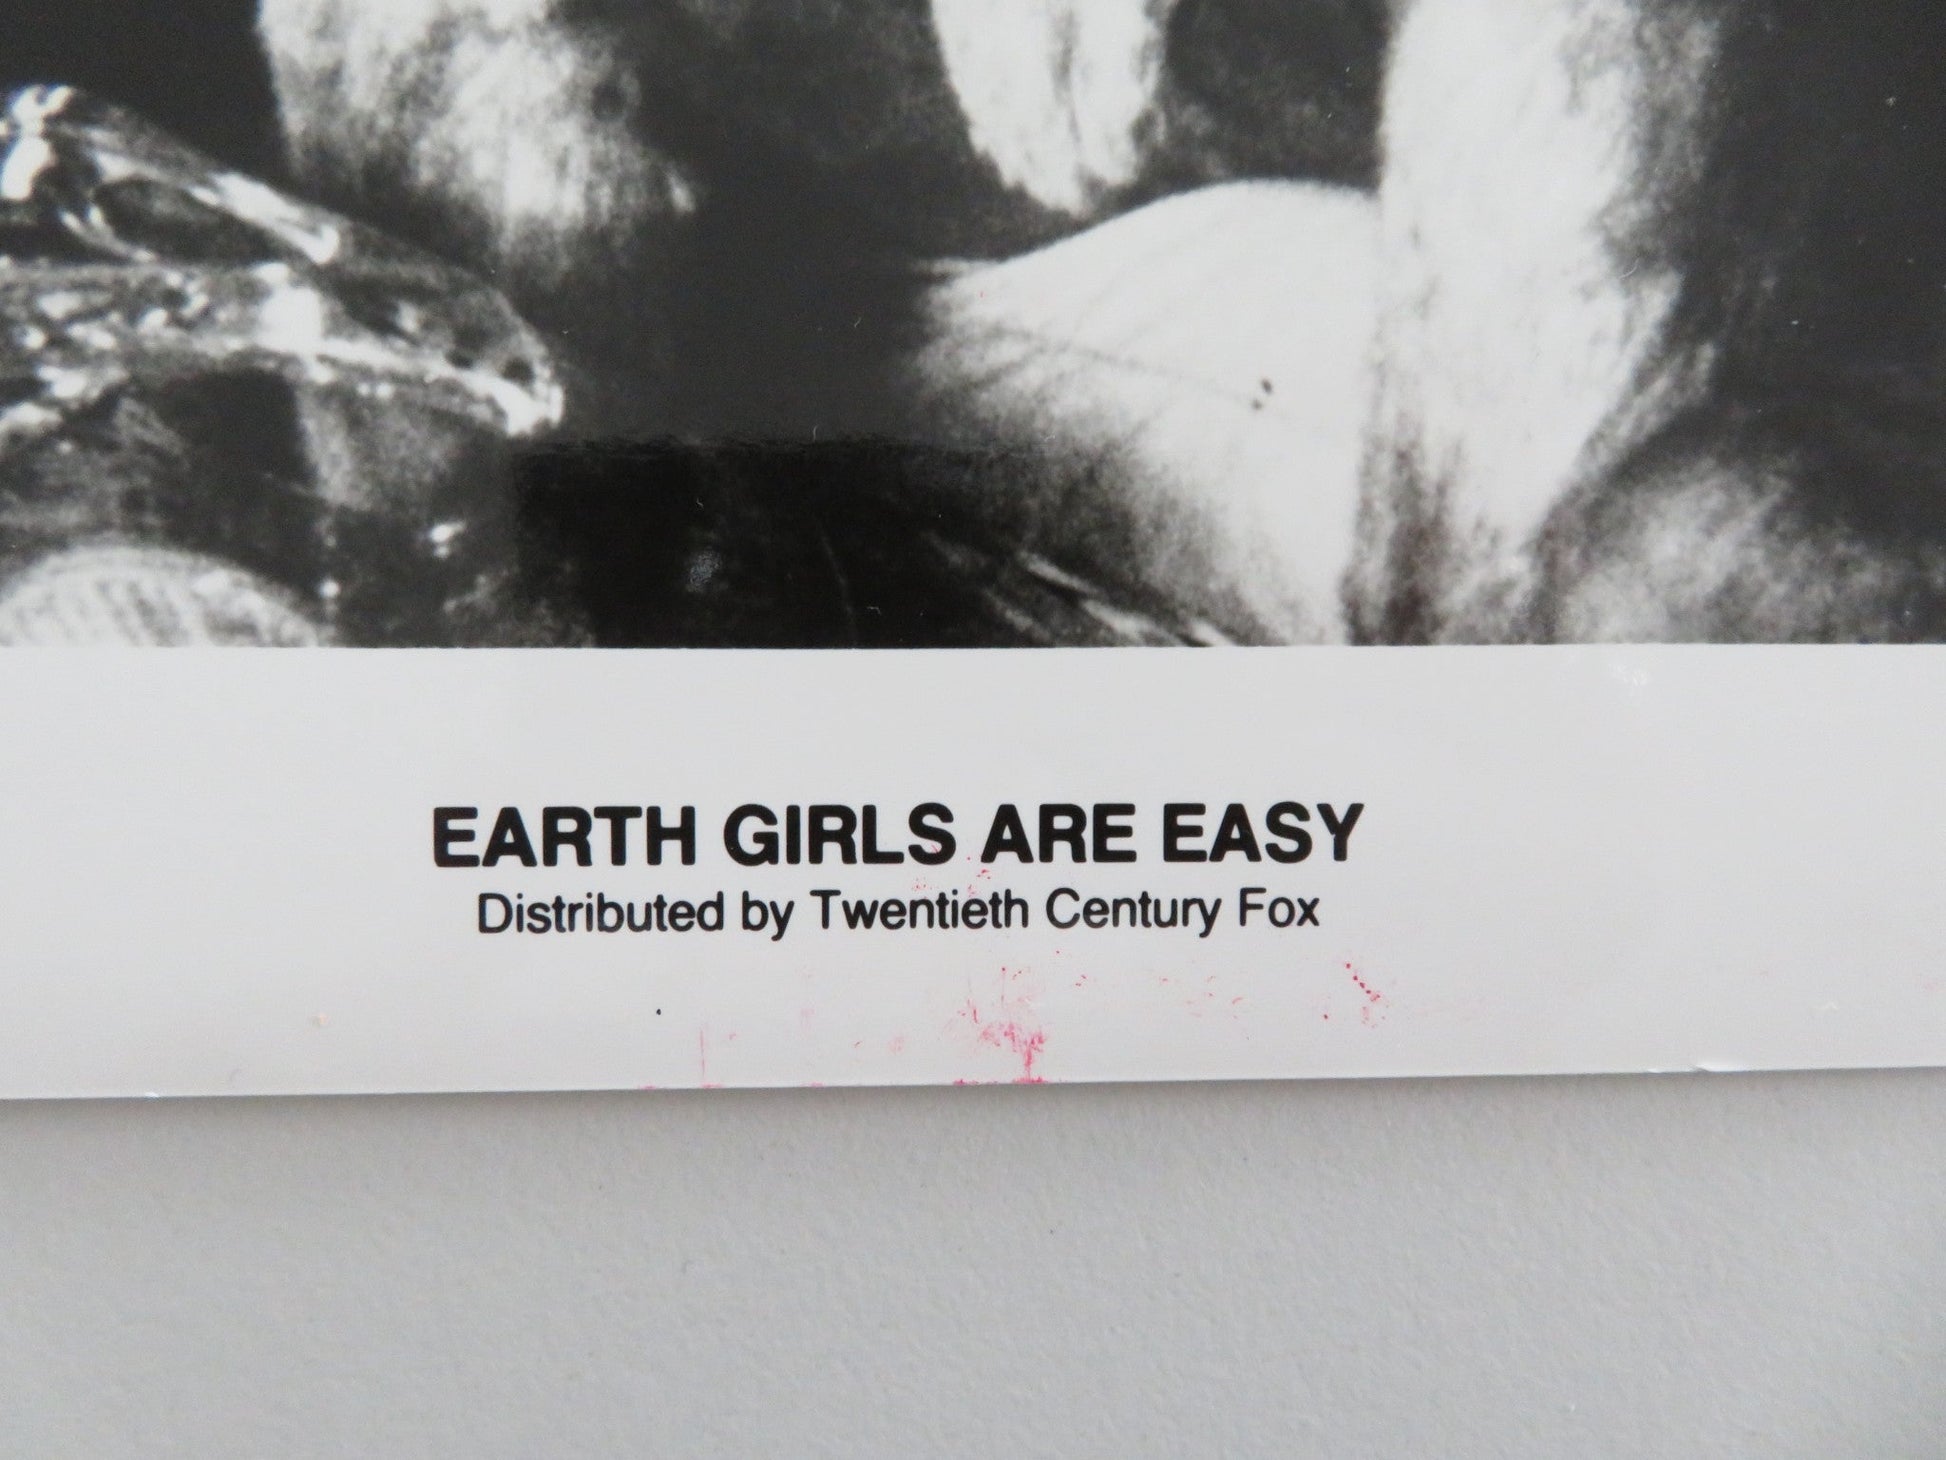 EARTH GIRLS ARE EASY
Distributed by Twentieth Century Fox